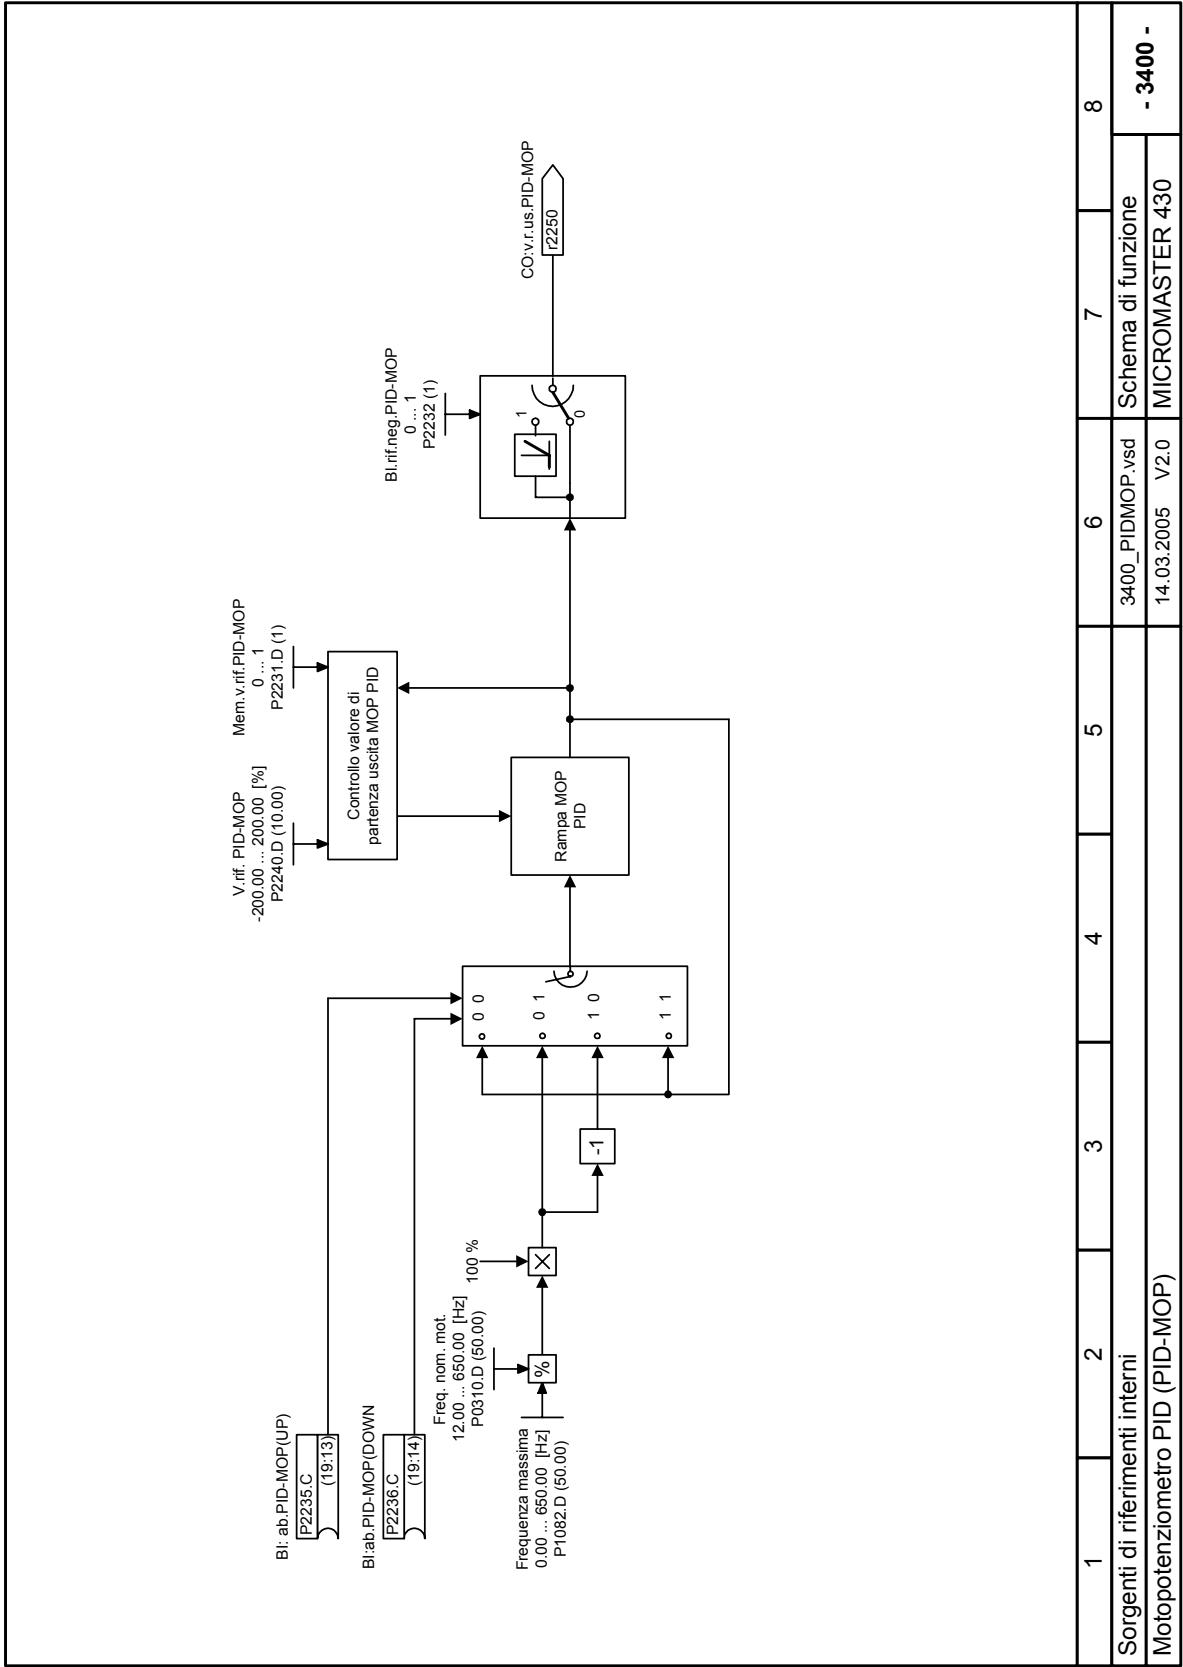 BI: ab.PID-MOP(UP)
P2235.C
(19:13)
BI:ab.PID-MOP(DOWN
P2236.C
(19:14)
Frequenza massima
0.00 ... 650.00 [Hz]
P1082.D (50.00)
Freq. nom. mot.
12.00 ... 650.00 [Hz]
P0310.D (50.00)
%
100 %
X
-1
0 0
0 1
1 0
1 1
V.rif. PID-MOP
-200.00 ... 200.00 [%]
P2240.D (10.00)
Mem.v.rif.PID-MOP
0 ... 1
P2231.D (1)
Controllo valore di
partenza uscita MOP PID
Rampa MOP
PID
BI.rif.neg.PID-MOP
0 ... 1
P2232 (1)
1
0
CO:v.r.us.PID-MOP
r2250
1 2 3 4 5 6 7 8
Sorgenti di riferimenti interni
3400_PIDMOP.vsd
Schema di funzione
- 3400 -
Motopotenziometro PID (PID-MOP)
14.03.2005 V2.0
MICROMASTER 430